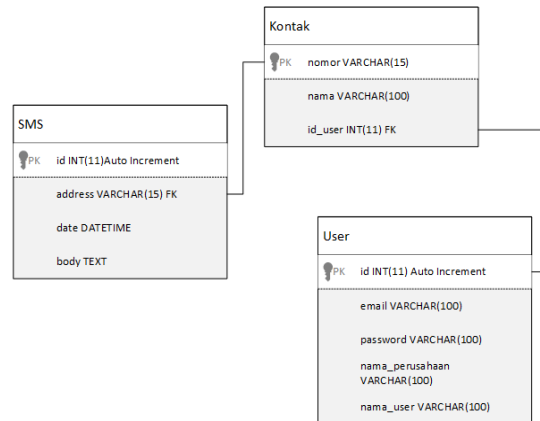 Kontak
PK nomor VARCHAR(15)
nama VARCHAR(100)
id_user INT(11) FK
SMS
PK id INT(11)Auto Increment
address VARCHAR(15) FK
date DATETIME
body TEXT
User
PK id INT(11) Auto Increment
email VARCHAR(100)
password VARCHAR(100)
nama_perusahaan
VARCHAR(100)
nama_user VARCHAR(100)